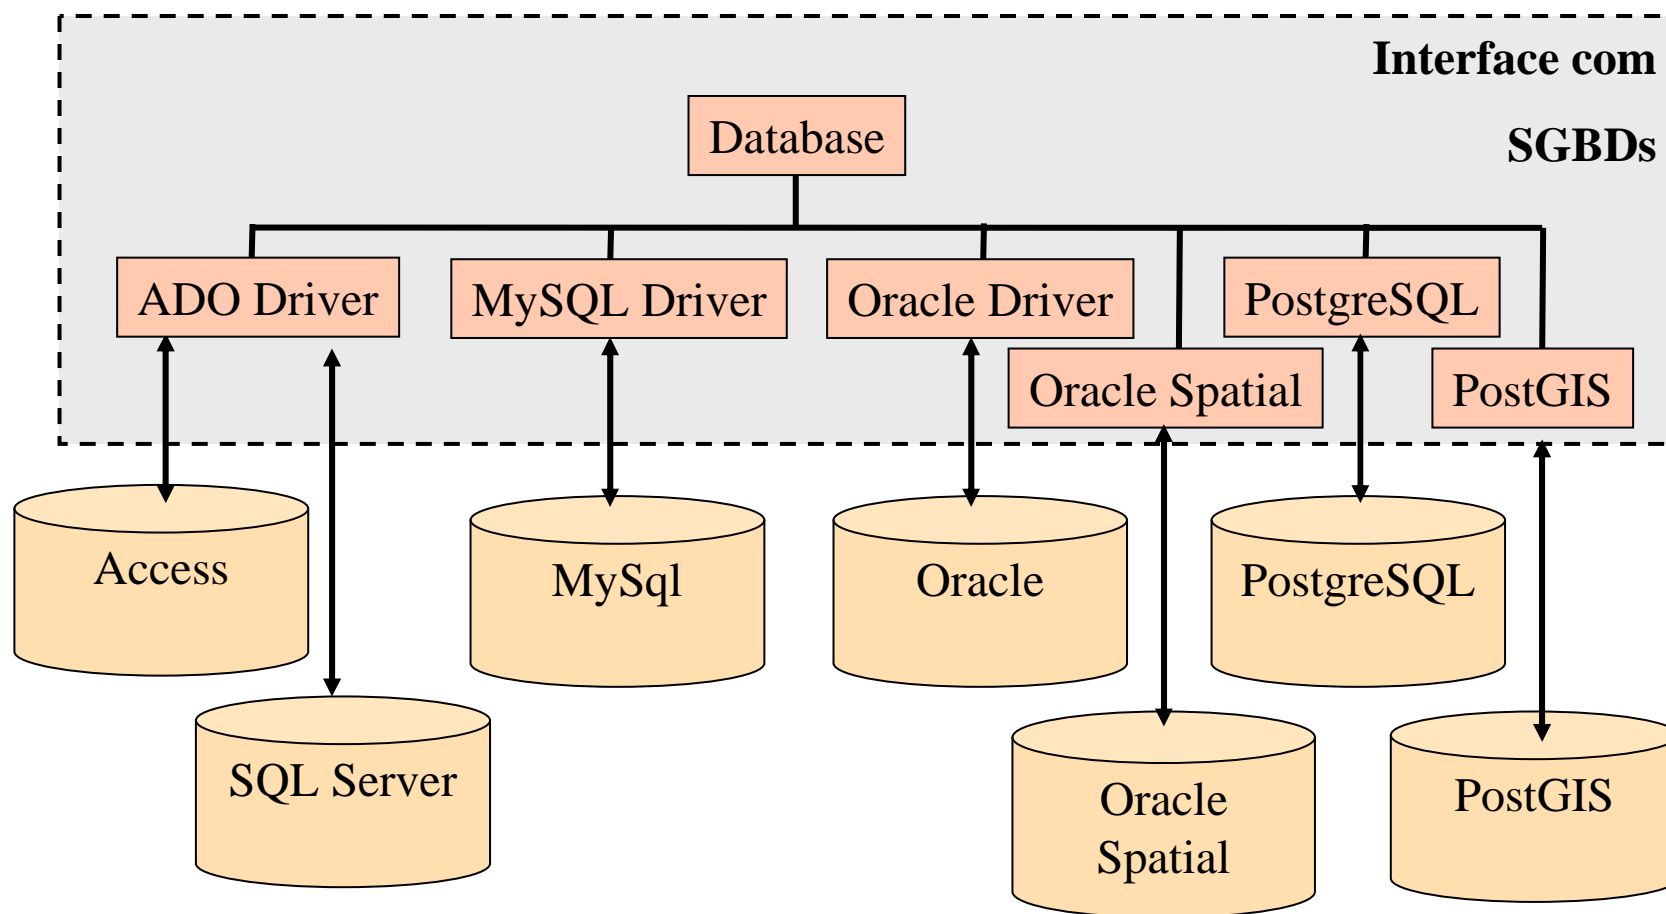 Interface com
SGBDs
Database
ADO Driver
MySQL Driver
Oracle Driver
PostgreSQL
Oracle Spatial
PostGIS
Access
MySql
Oracle
PostgreSQL
SQL Server
Oracle
Spatial
PostGIS